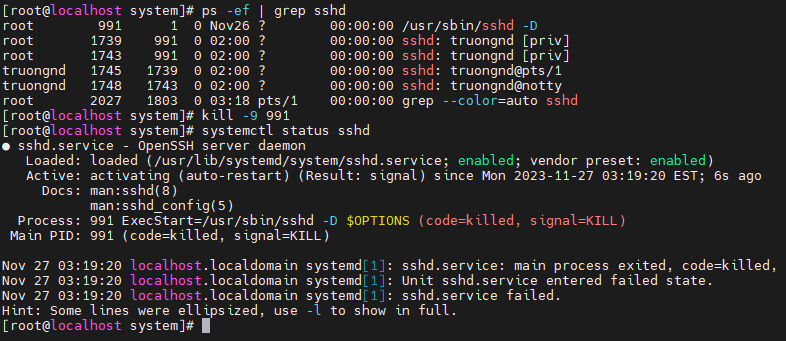 [root@localhost system]# ps -ef | grep sshd
root         991       1  0 Nov26 ?        00:00:00 /usr/sbin/sshd -D
root        1739     991  0 02:00 ?        00:00:00 sshd: truongnd [priv]
root        1743     991  0 02:00 ?        00:00:00 sshd: truongnd [priv]
truongnd    1745    1739  0 02:00 ?        00:00:00 sshd: truongnd@pts/1
truongnd    1748    1743  0 02:00 ?        00:00:00 sshd: truongnd@notty
root        2027    1803  0 03:18 pts/1    00:00:00 grep --color=auto sshd
[root@localhost system]# kill -9 991
[root@localhost system]# systemctl status sshd
● sshd.service - OpenSSH server daemon
   Loaded: loaded (/usr/lib/systemd/system/sshd.service; enabled; vendor preset: enabled)
   Active: activating (auto-restart) (Result: signal) since Mon 2023-11-27 03:19:20 EST; 6s ago
     Docs: man:sshd(8)
           man:sshd_config(5)
  Process: 991 ExecStart=/usr/sbin/sshd -D $OPTIONS (code=killed, signal=KILL)
 Main PID: 991 (code=killed, signal=KILL)

Nov 27 03:19:20 localhost.localdomain systemd[1]: sshd.service: main process exited, code=killed,
Nov 27 03:19:20 localhost.localdomain systemd[1]: Unit sshd.service entered failed state.
Nov 27 03:19:20 localhost.localdomain systemd[1]: sshd.service failed.
Hint: Some lines were ellipsized, use -l to show in full.
[root@localhost system]#